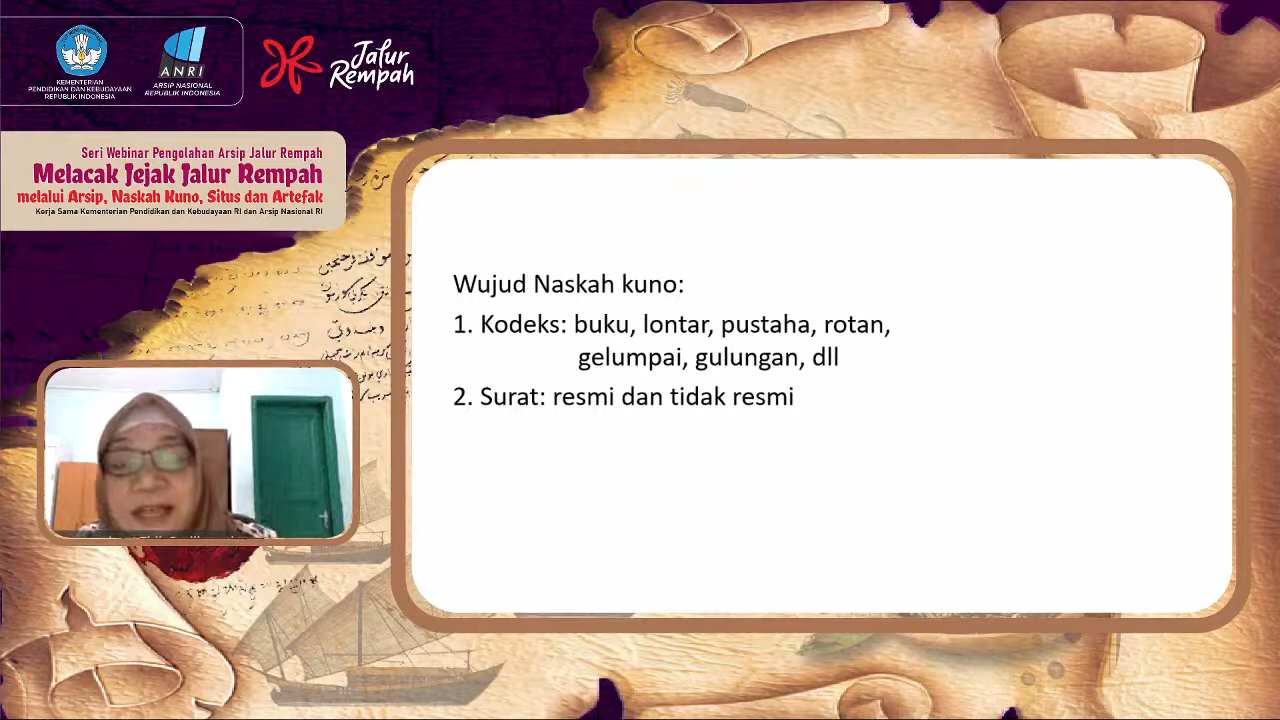 KEMENTERIAN
PENDIDIKAN DAN KEBUDAYAAN
REPUBLIK INDONESIA
ANRI
ARSIP NASIONAL
REPUBLIK INDONESIA
Jalur
Rempah
Seri Webinar Pengolahan Arsip Jalur Rempah
Melacak Jejak Jalur Rempah
melalui Arsip, Naskah Kuno, Situs dan Artefak
Kerja Sama Kementerian Pendidikan dan Kebudayaan RI dan Arsip Nasional RI
Wujud Naskah kuno:
1. Kodeks: buku, lontar, pustaha, rotan,
gelumpai, gulungan, dll
2. Surat: resmi dan tidak resmi